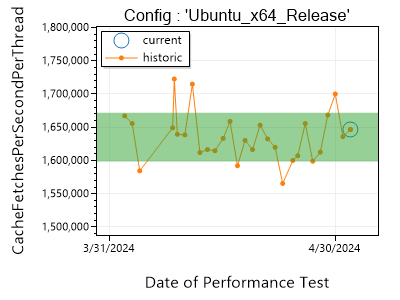 Config : 'Ubuntu_x64_Release'
current
historic
CacheFetchesPerSecondPerThread
1,800,000
1,750,000
1,700,000
1,650,000
1,600,000
1,550,000
1,500,000
3/31/2024
4/30/2024
Date of Performance Test